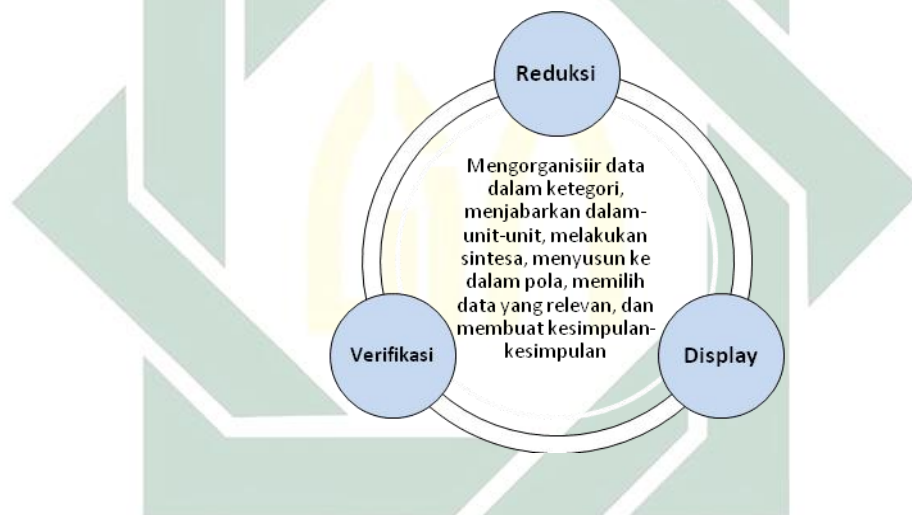 Reduksi
Mengorganisiir data
dalam ketegori,
menjabarkan dalam-
unit-unit, melakukan
sintesa, menyusun ke
dalam pola, memilih
data yang relevan, dan
membuat kesimpulan-
kesimpulan
Verifikasi
Display